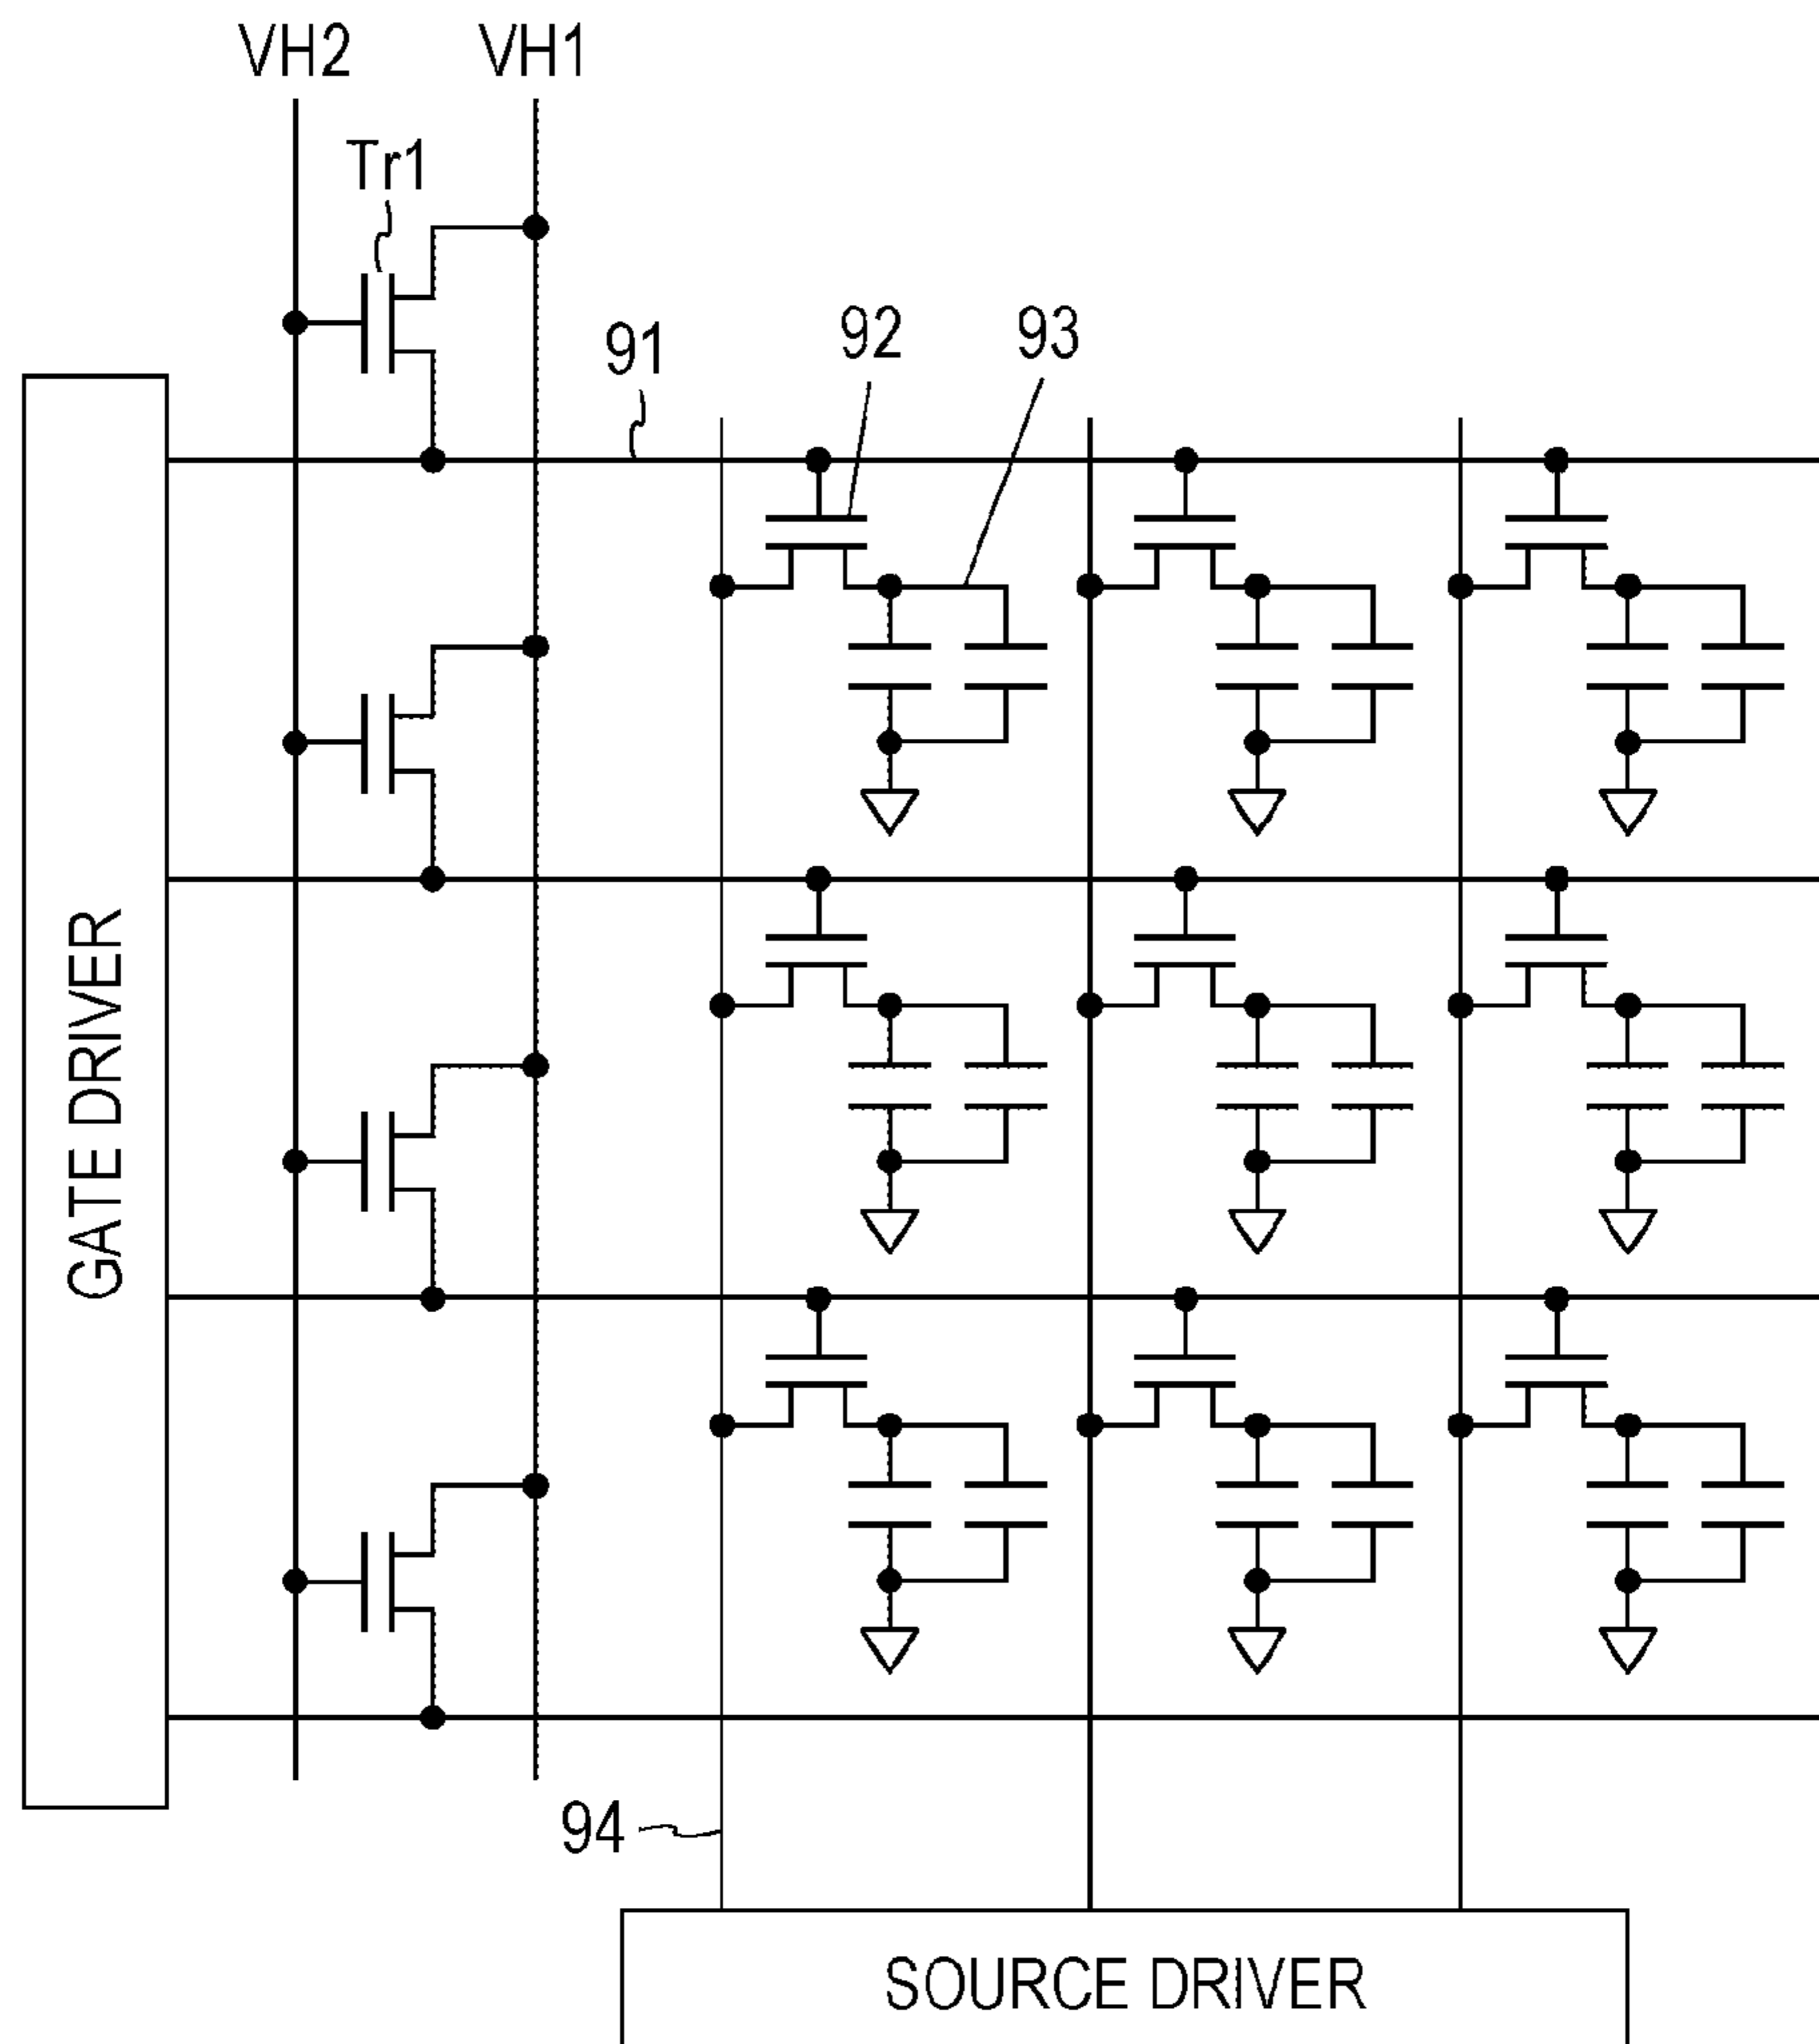 VH2
VH1
Tr1
91
92
93
GATE DRIVER
94
SOURCE DRIVER